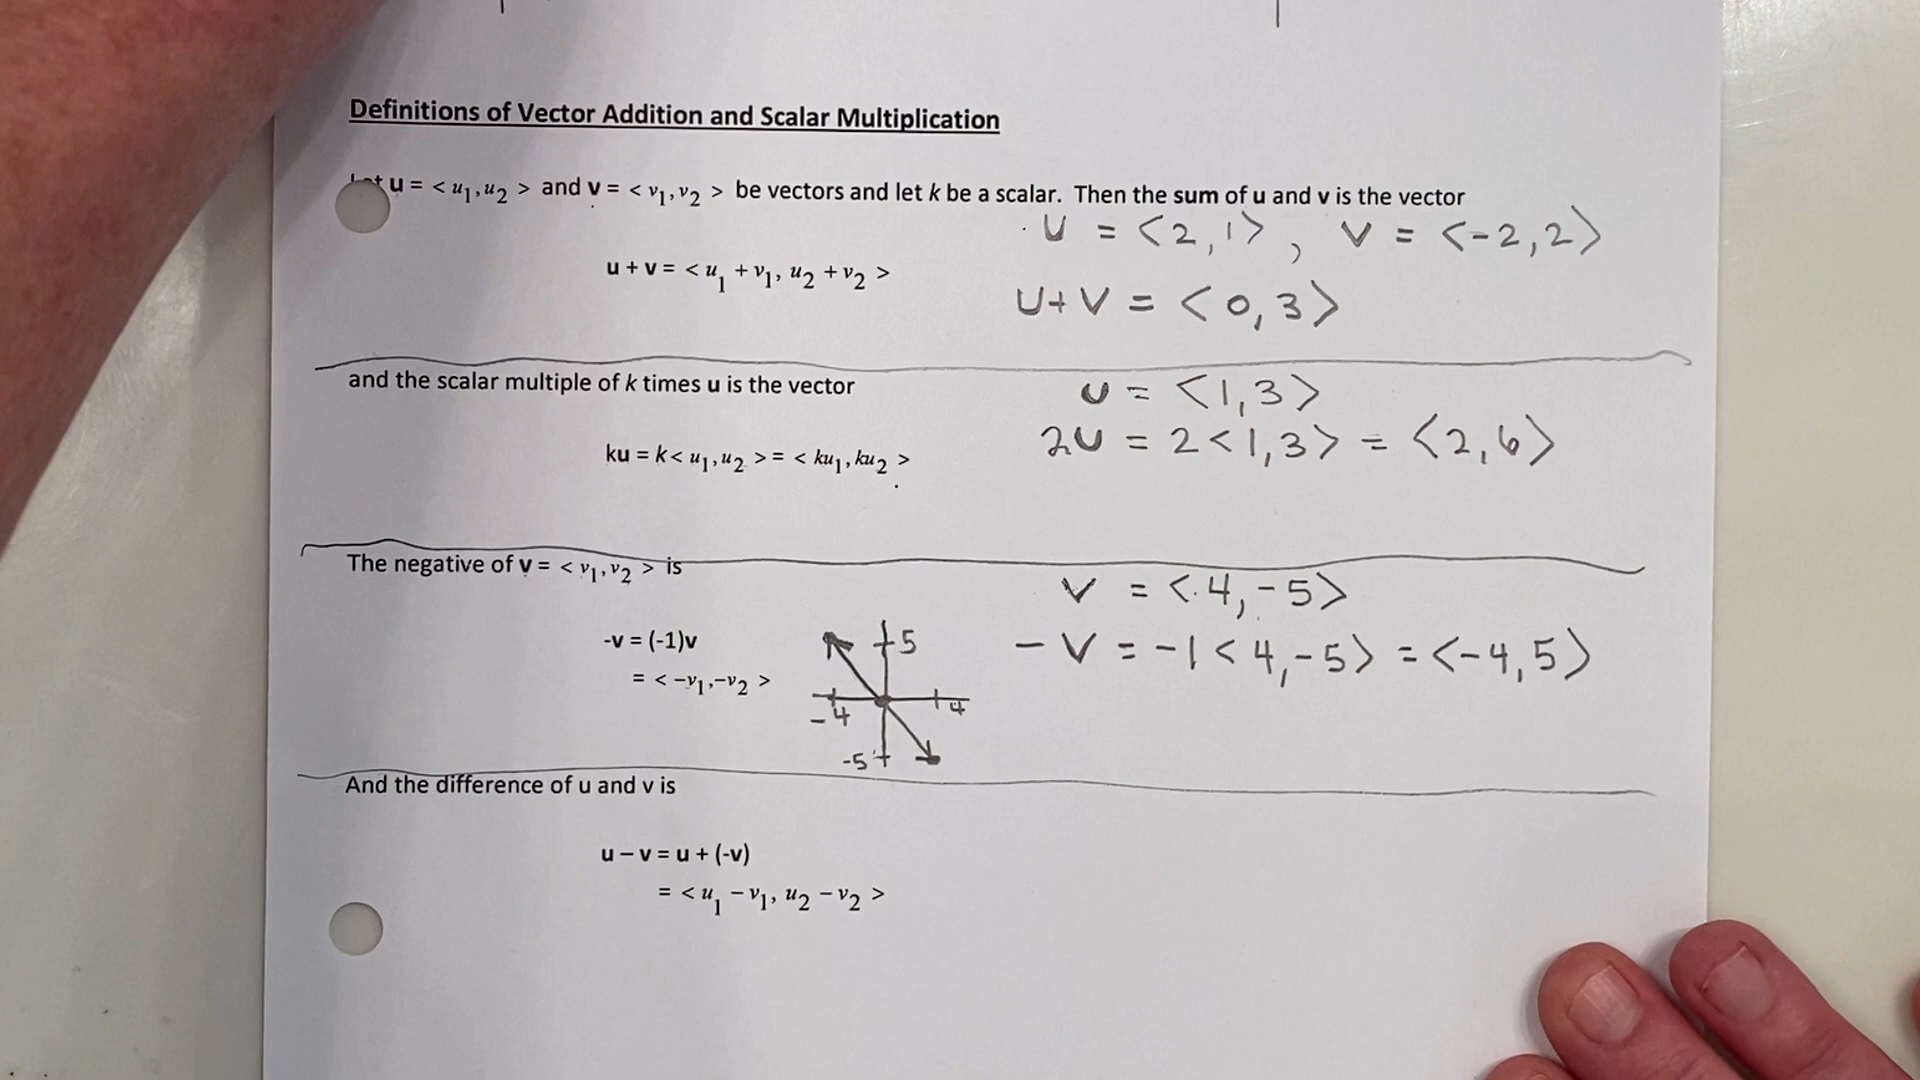 Definitions of Vector Addition and Scalar Multiplication
Let u = < u₁, u₂ > and v = < v₁, v₂ > be vectors and let k be a scalar. Then the sum of u and v is the vector
U = <2,1>, V = <-2,2>
u + v = < u₁ + v₁, u₂ + v₂ >
U+V = <0,3>
and the scalar multiple of k times u is the vector
U = <1,3>
2U = 2<1,3> = <2,6>
ku = k< u₁, u₂ > = < ku₁, ku₂ >
The negative of v = < v₁, v₂ > is
V = <4,-5>
-v = (-1)v
5
-V = -1<4,-5> = <-4,5>
= < -v₁, -v₂ >
-4
4
-5
And the difference of u and v is
u – v = u + (-v)
= < u₁ − v₁, u₂ − v₂ >